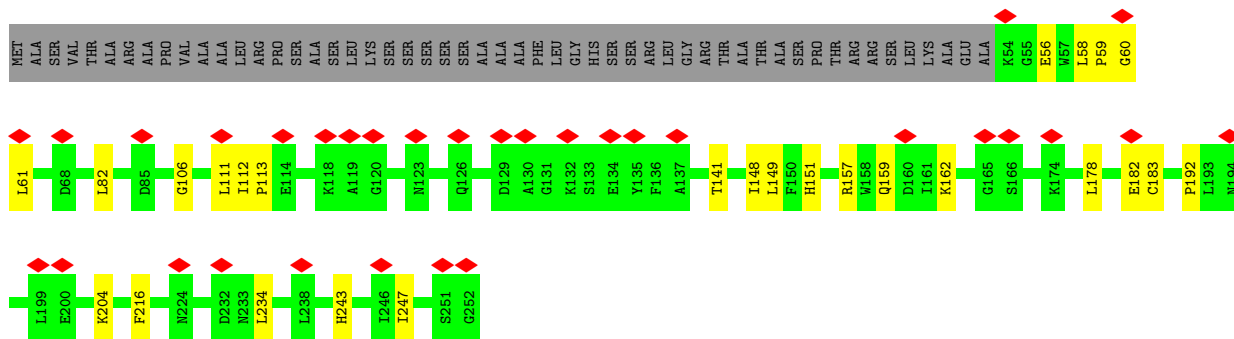 MET ALA SER VAL THR ALA ARG ALA PRO VAL ALA ALA LEU ARG PRO SER ALA SER LEU LYS SER SER SER SER SER SER ALA ALA ALA PHE LEU GLY HIS SER SER ARG LEU GLY ARG THR ALA THR ALA SER PRO THR ARG ARG SER LEU LYS ALA GLU ALA K54 G55 E56 W57 L58 P59 G60
L61 D68 L82 D85 G106 L111 I112 P113 E114 K118 A119 G120 N123 Q126 D129 A130 G131 K132 S133 E134 Y135 F136 A137 T141 I148 L149 F150 H151 R157 W158 Q159 D160 I161 K162 G165 S166 K174 L178 E182 C183 P192 L193 N194
L199 E200 K204 F216 N224 D232 N233 L234 L238 H243 I246 I247 S251 G252